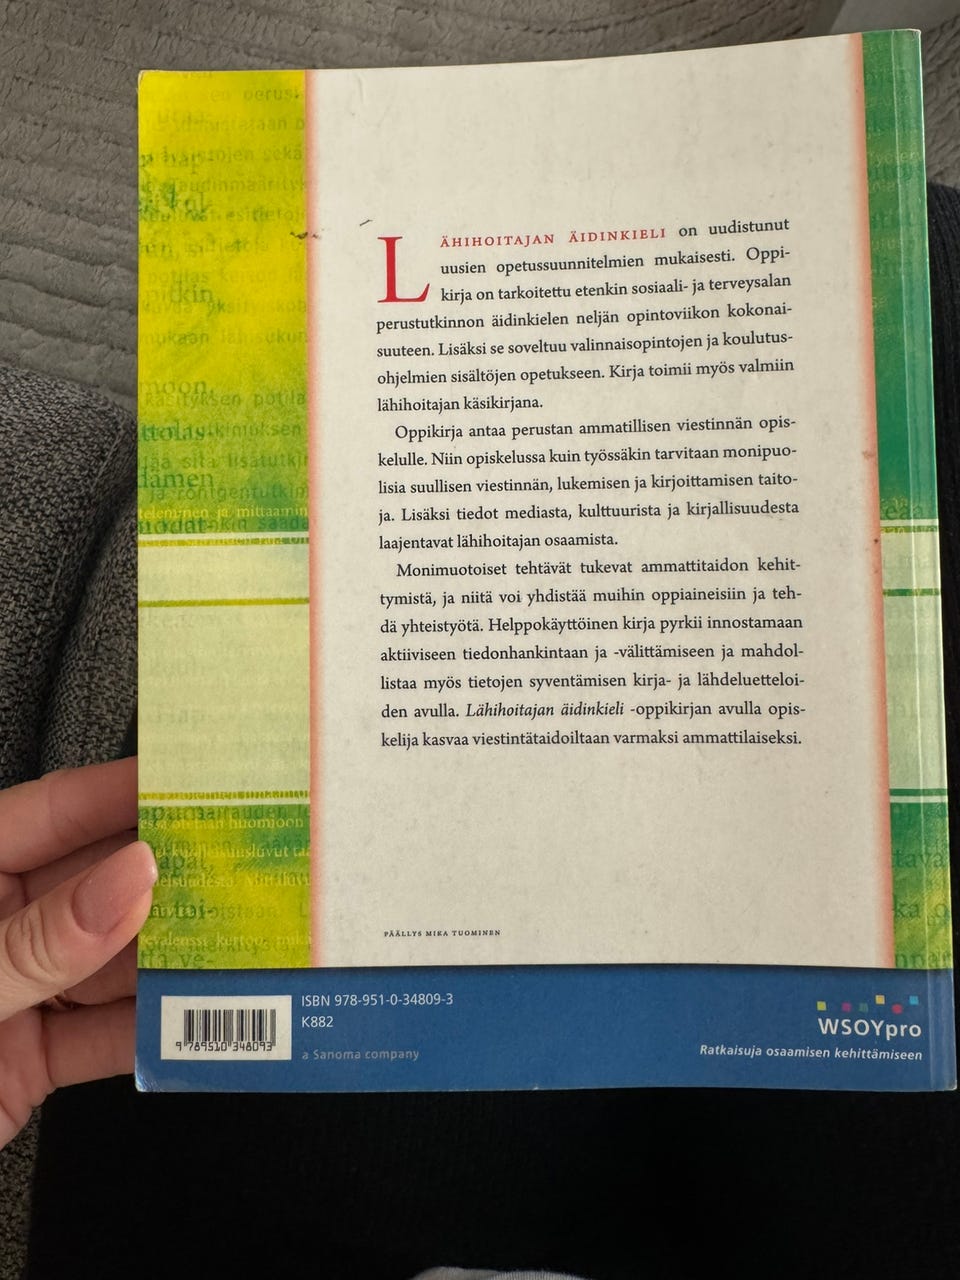 LÄHIHOITAJAN ÄIDINKIELI on uudistunut
uusien opetussuunnitelmien mukaisesti. Oppi-
kirja on tarkoitettu etenkin sosiaali- ja terveysalan
perustutkinnon äidinkielen neljän opintoviikon kokonai-
suuteen. Lisäksi se soveltuu valinnaisopintojen ja koulutus-
ohjelmien sisältöjen opetukseen. Kirja toimii myös valmiin
lähihoitajan käsikirjana.
Oppikirja antaa perustan ammatillisen viestinnän opis-
kelulle. Niin opiskelussa kuin työssäkin tarvitaan monipuo-
lisia suullisen viestinnän, lukemisen ja kirjoittamisen taito-
ja. Lisäksi tiedot mediasta, kulttuurista ja kirjallisuudesta
laajentavat lähihoitajan osaamista.
Monimuotoiset tehtävät tukevat ammattitaidon kehit-
tymistä, ja niitä voi yhdistää muihin oppiaineisiin ja teh-
dä yhteistyötä. Helppokäyttöinen kirja pyrkii innostamaan
aktiiviseen tiedonhankintaan ja -välittämiseen ja mahdol-
listaa myös tietojen syventämisen kirja- ja lähdeluetteloi-
den avulla. Lähihoitajan äidinkieli -oppikirjan avulla opis-
kelija kasvaa viestintätaidoiltaan varmaksi ammattilaiseksi.
PÄÄLLYS MIKA TUOMINEN
ISBN 978-951-0-34809-3
K882
a Sanoma company
9 789510 348093
WSOYpro
Ratkaisuja osaamisen kehittämiseen